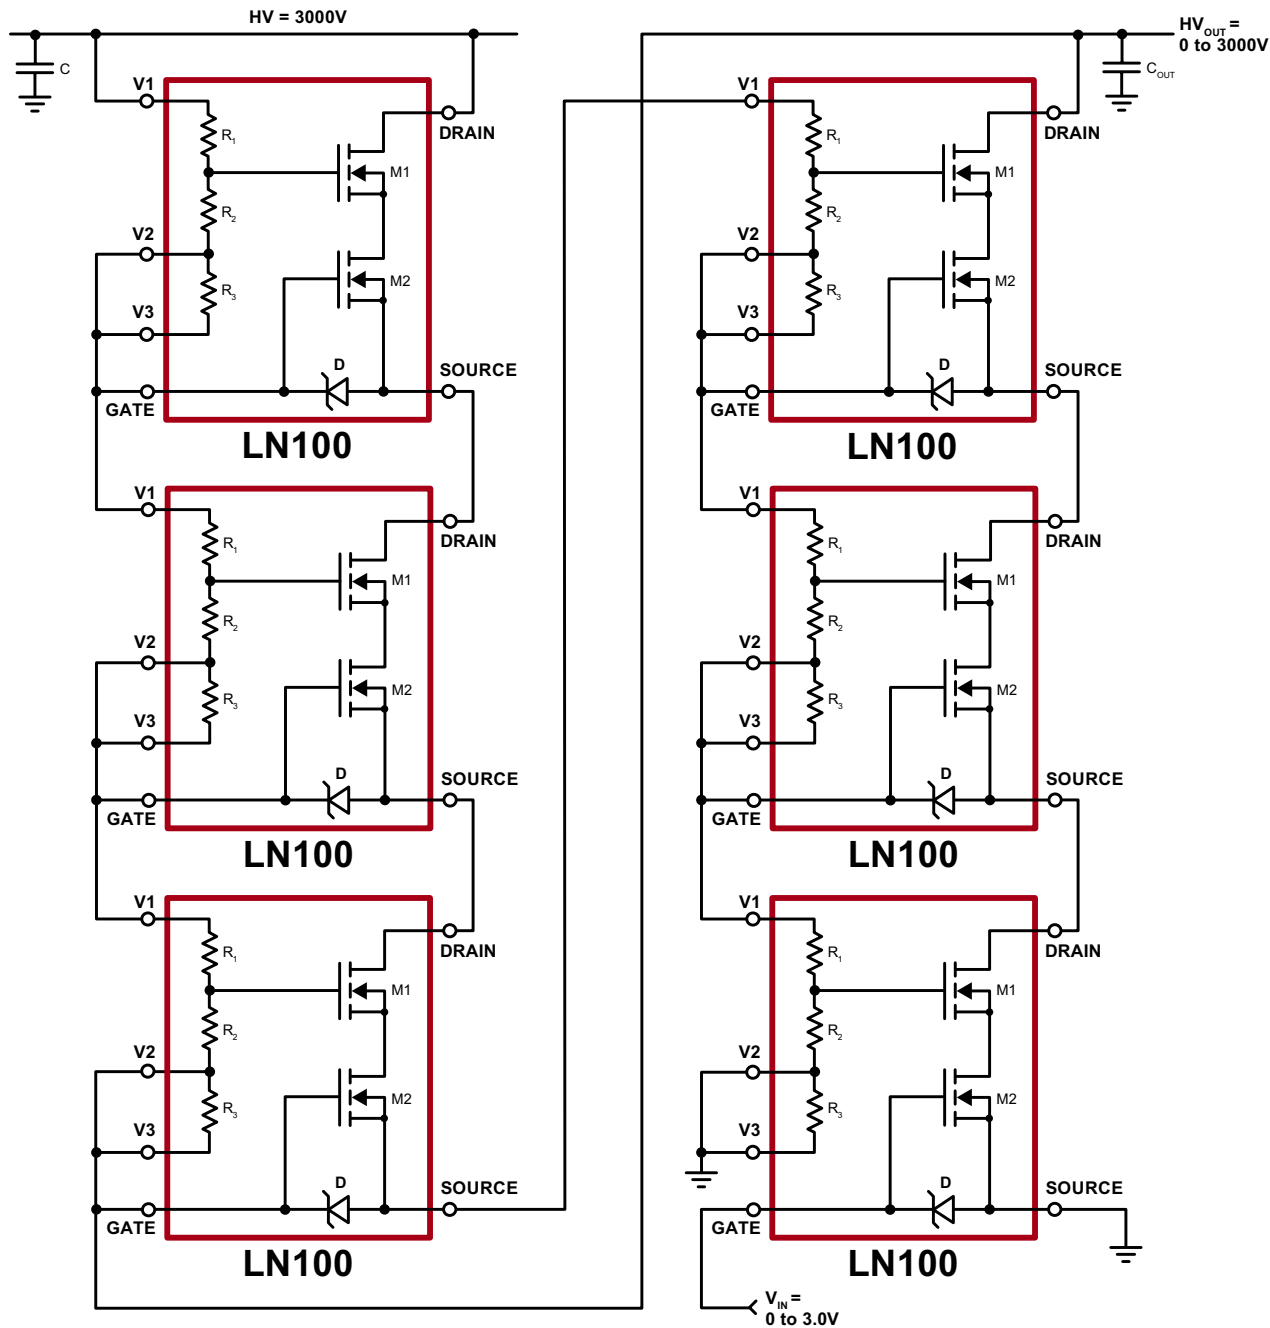 HV = 3000V
HVOUT =
0 to 3000V
C
COUT
V1
R1
DRAIN
M1
R2
V2
M2
R3
V3
D
SOURCE
GATE
LN100
V1
R1
DRAIN
M1
R2
V2
M2
R3
V3
D
SOURCE
GATE
LN100
V1
R1
DRAIN
M1
R2
V2
M2
R3
V3
D
SOURCE
GATE
LN100
V1
R1
DRAIN
M1
R2
V2
M2
R3
V3
D
SOURCE
GATE
LN100
V1
R1
DRAIN
M1
R2
V2
M2
R3
V3
D
SOURCE
GATE
LN100
V1
R1
DRAIN
M1
R2
V2
M2
R3
V3
D
SOURCE
GATE
LN100
VIN =
0 to 3.0V